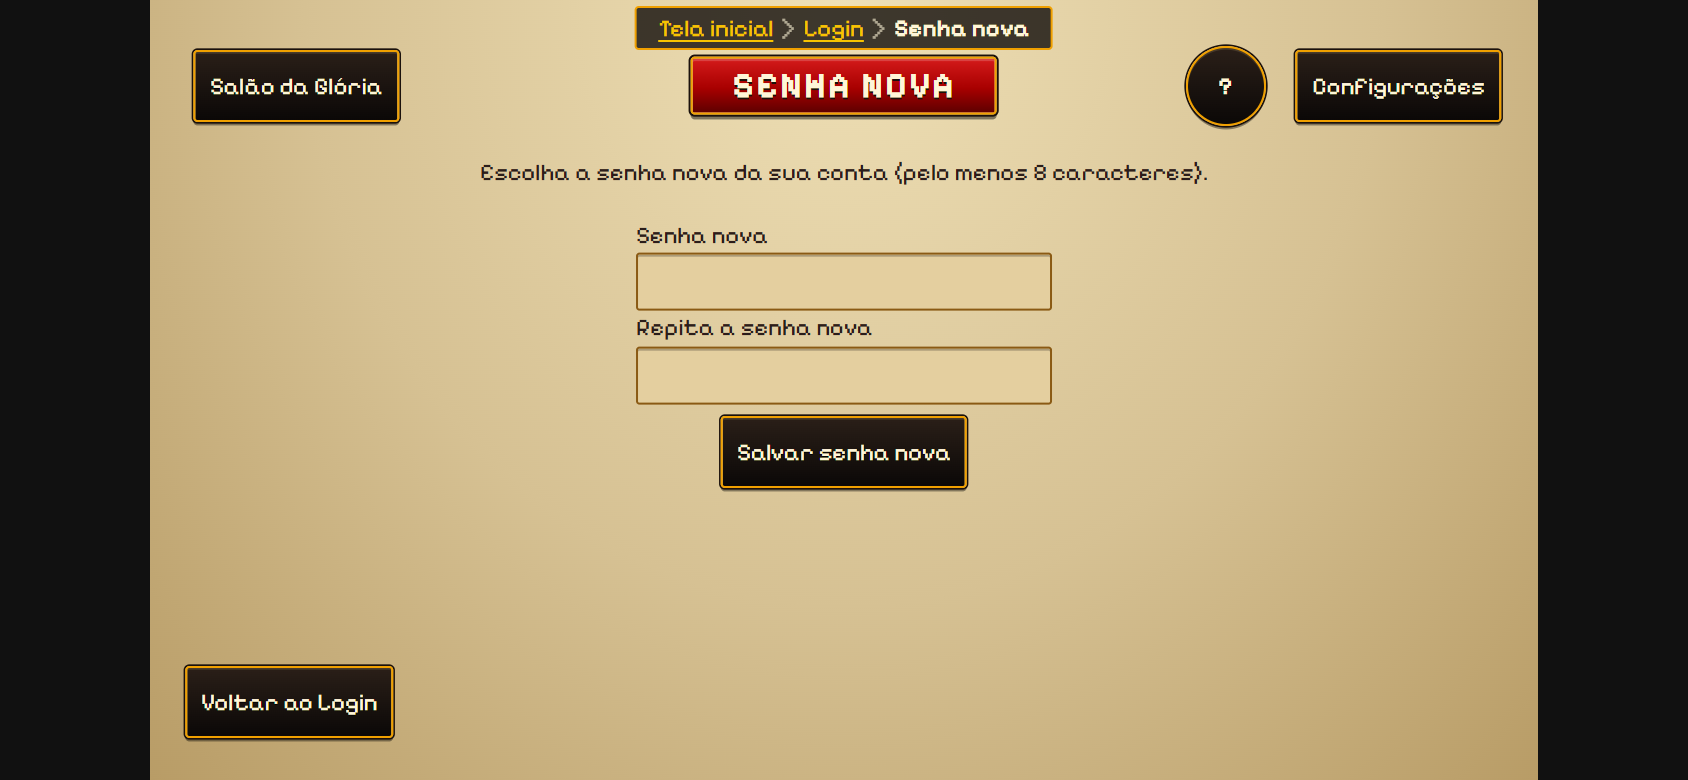 Tela inicial > Login > Senha nova
Salão da Glória
SENHA NOVA
?
Configurações
Escolha a senha nova da sua conta (pelo menos 8 caracteres).
Senha nova
Repita a senha nova
Salvar senha nova
Voltar ao Login